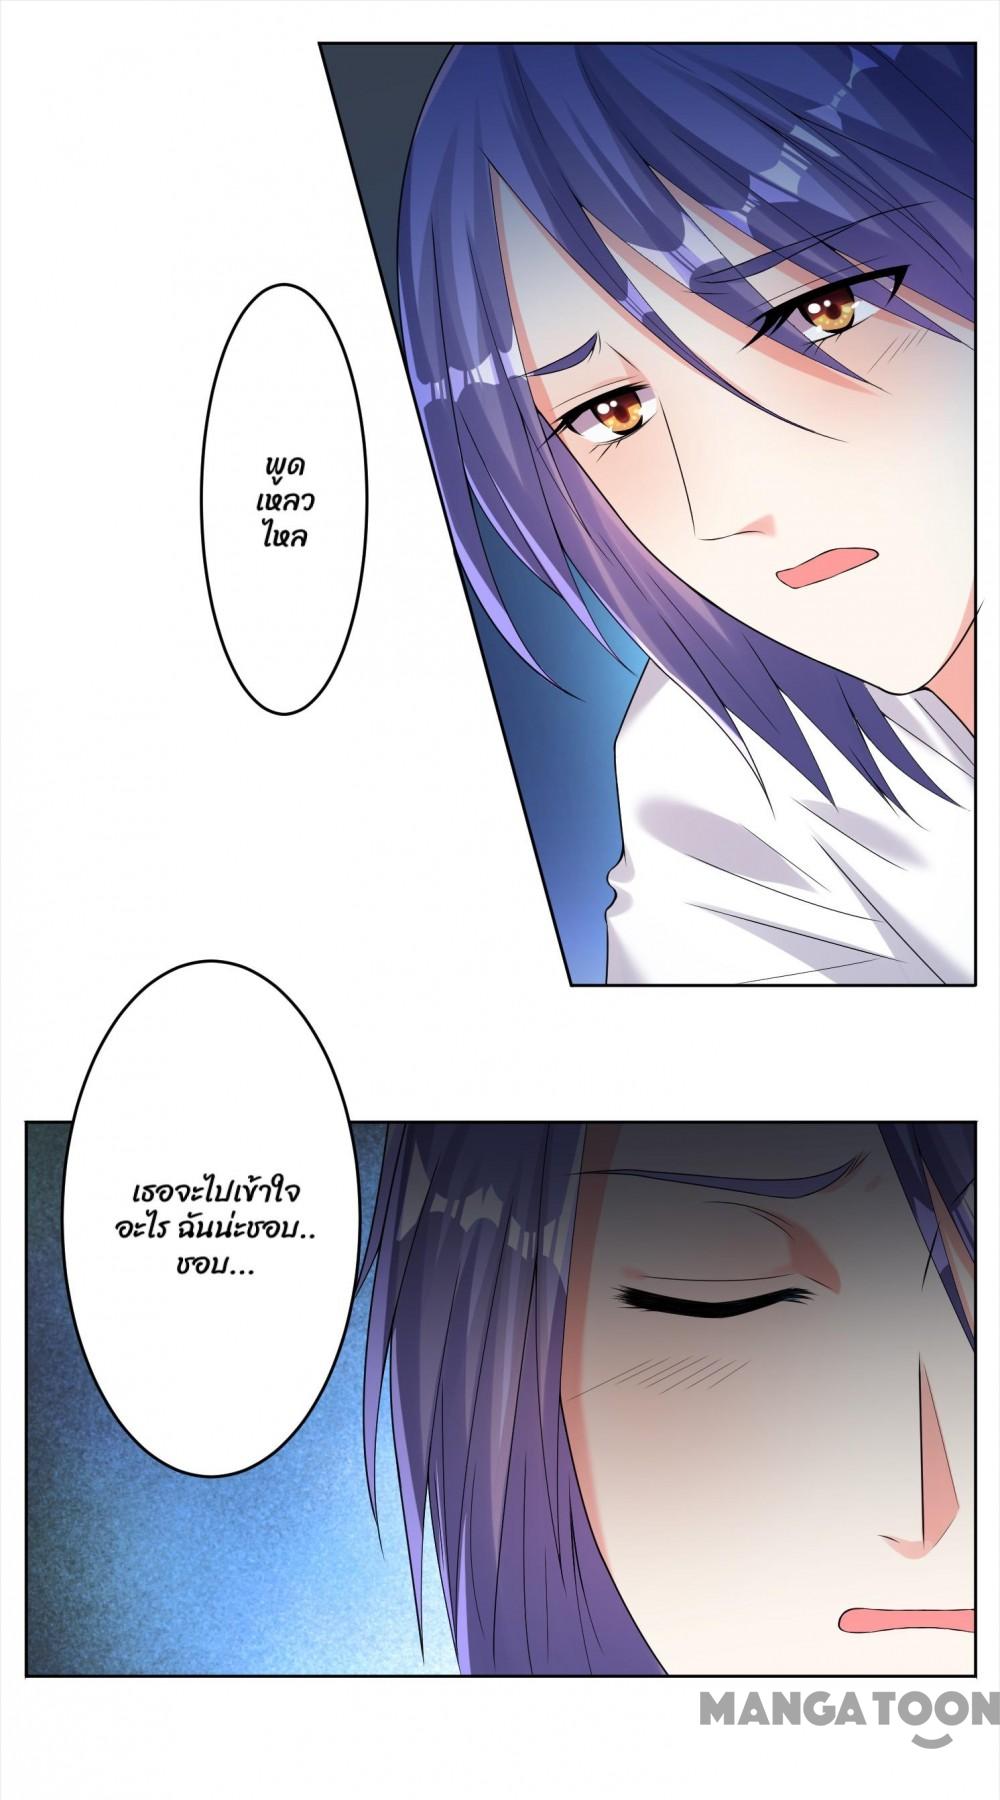 พูด
เหลว
ไหล
เธอจะไปเข้าใจ
อะไร ฉันน่ะชอบ..
ชอบ...
MANGATOON